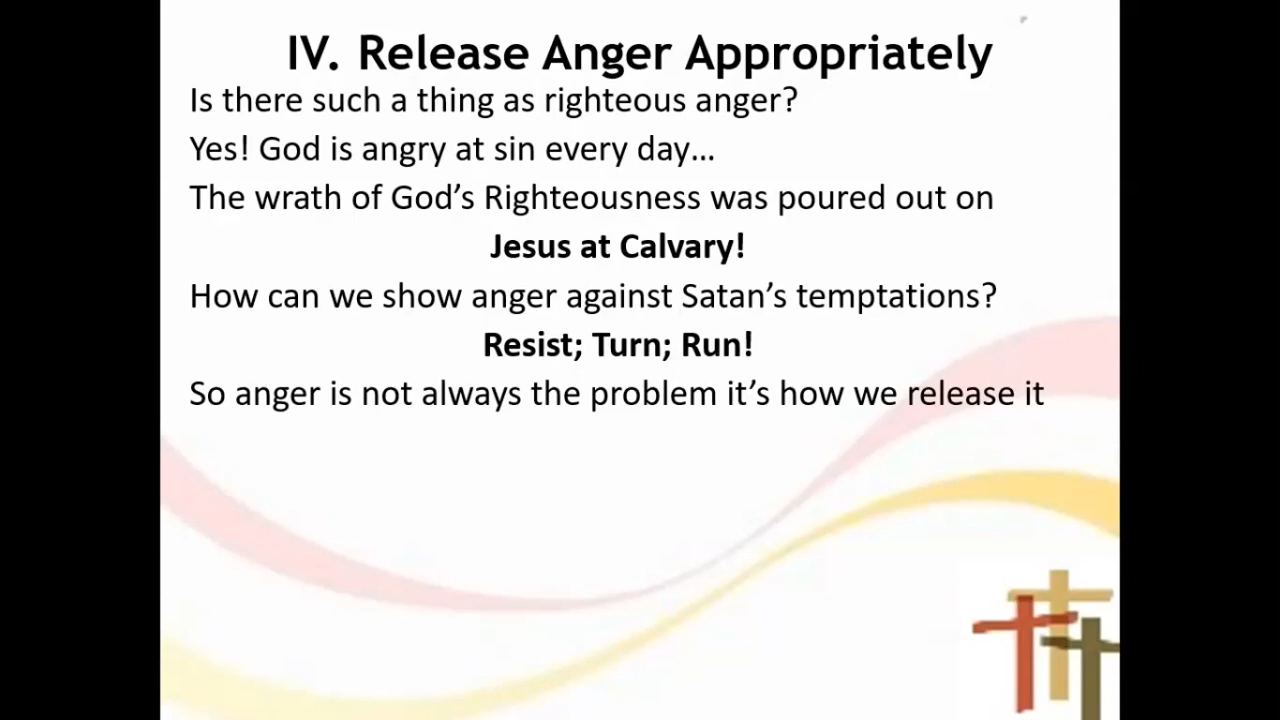 IV. Release Anger Appropriately
Is there such a thing as righteous anger?
Yes! God is angry at sin every day…
The wrath of God’s Righteousness was poured out on
Jesus at Calvary!
How can we show anger against Satan’s temptations?
Resist; Turn; Run!
So anger is not always the problem it’s how we release it